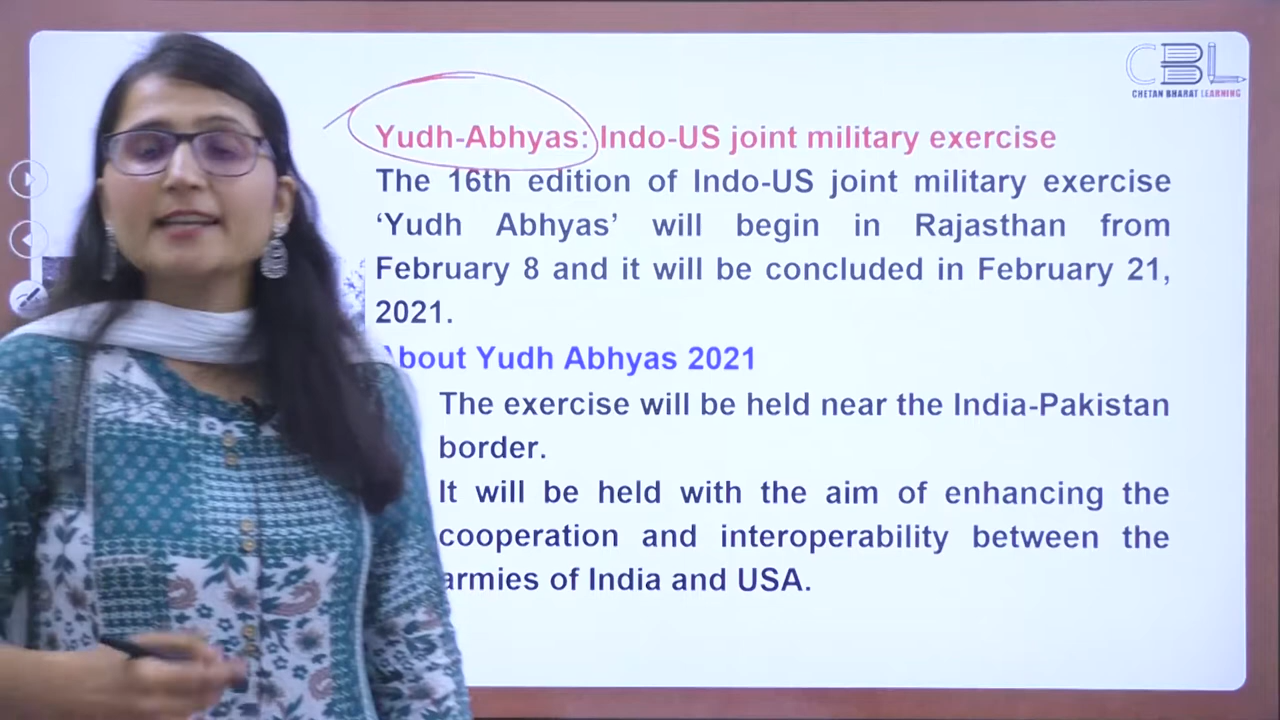 CBL
CHETAN BHARAT LEARNING
Yudh-Abhyas: Indo-US joint military exercise
The 16th edition of Indo-US joint military exercise
‘Yudh Abhyas’ will begin in Rajasthan from
February 8 and it will be concluded in February 21,
2021.
About Yudh Abhyas 2021
The exercise will be held near the India-Pakistan
border.
It will be held with the aim of enhancing the
cooperation and interoperability between the
armies of India and USA.